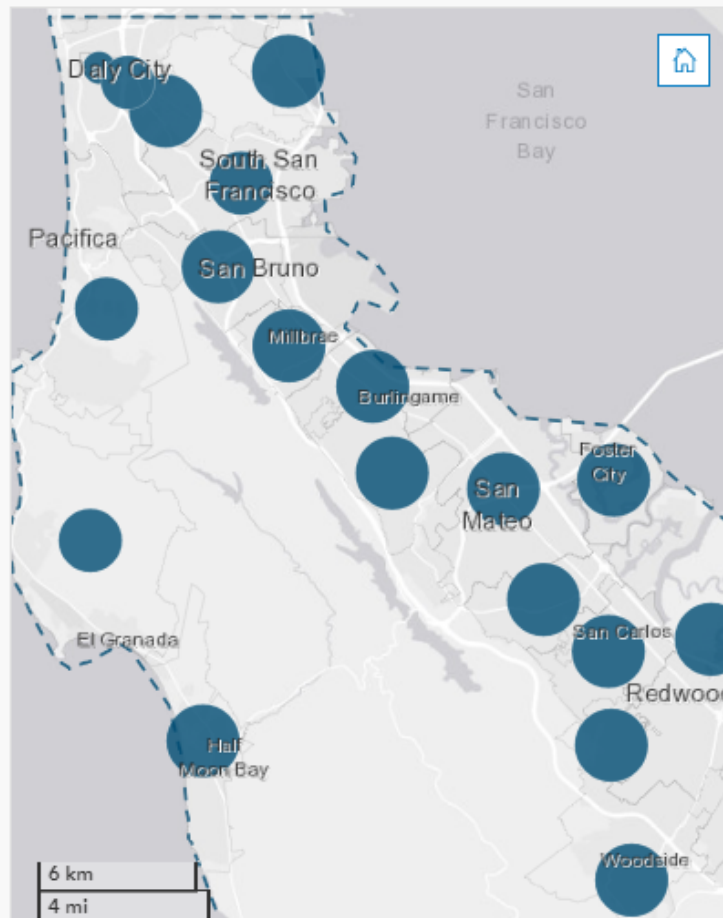 Daly City
San
Francisco
Bay
South San
Francisco
Pacifica
San Bruno
Millbrae
Burlingame
Foster
City
San
Mateo
El Granada
San Carlos
Redwood
Half
Moon Bay
Woodside
6 km
4 mi